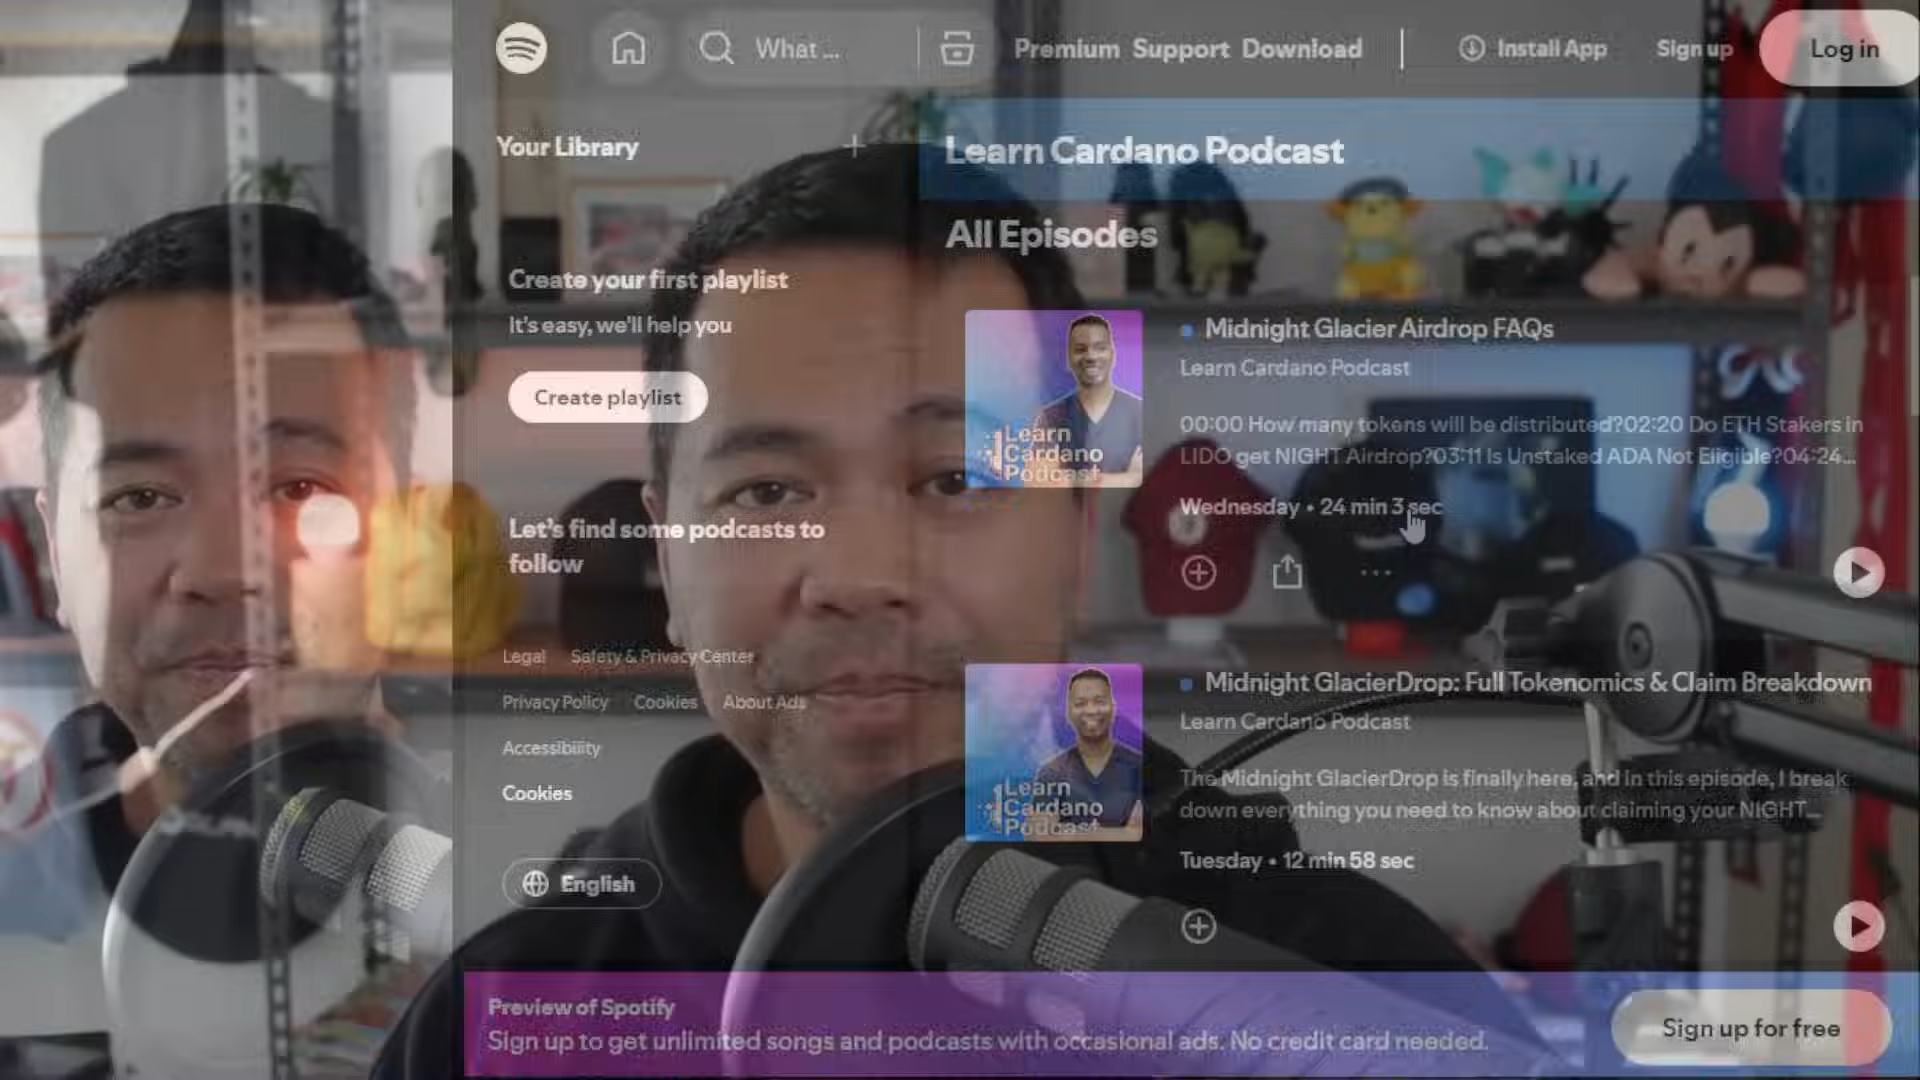 What ...
Premium Support Download
Install App
Sign up
Log in
Your Library
Learn Cardano Podcast
All Episodes
Create your first playlist
It's easy, we'll help you
Create playlist
Let's find some podcasts to
follow
Legal Safety & Privacy Center
Privacy Policy Cookies About Ads
Accessibility
Cookies
English
Learn
Cardano
Podcast
Midnight Glacier Airdrop FAQs
Learn Cardano Podcast
00:00 How many tokens will be distributed?02:20 Do ETH Stakers in
LIDO get NIGHT Airdrop?03:11 Is Unstaked ADA Not Eligible?04:24...
Wednesday • 24 min 3 sec
Learn
Cardano
Podcast
Midnight GlacierDrop: Full Tokenomics & Claim Breakdown
Learn Cardano Podcast
The Midnight GlacierDrop is finally here, and in this episode, I break
down everything you need to know about claiming your NIGHT...
Tuesday • 12 min 58 sec
Preview of Spotify
Sign up to get unlimited songs and podcasts with occasional ads. No credit card needed.
Sign up for free